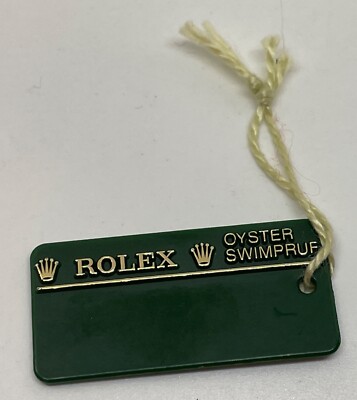 ROLEX
OYSTER
SWIMPRUF